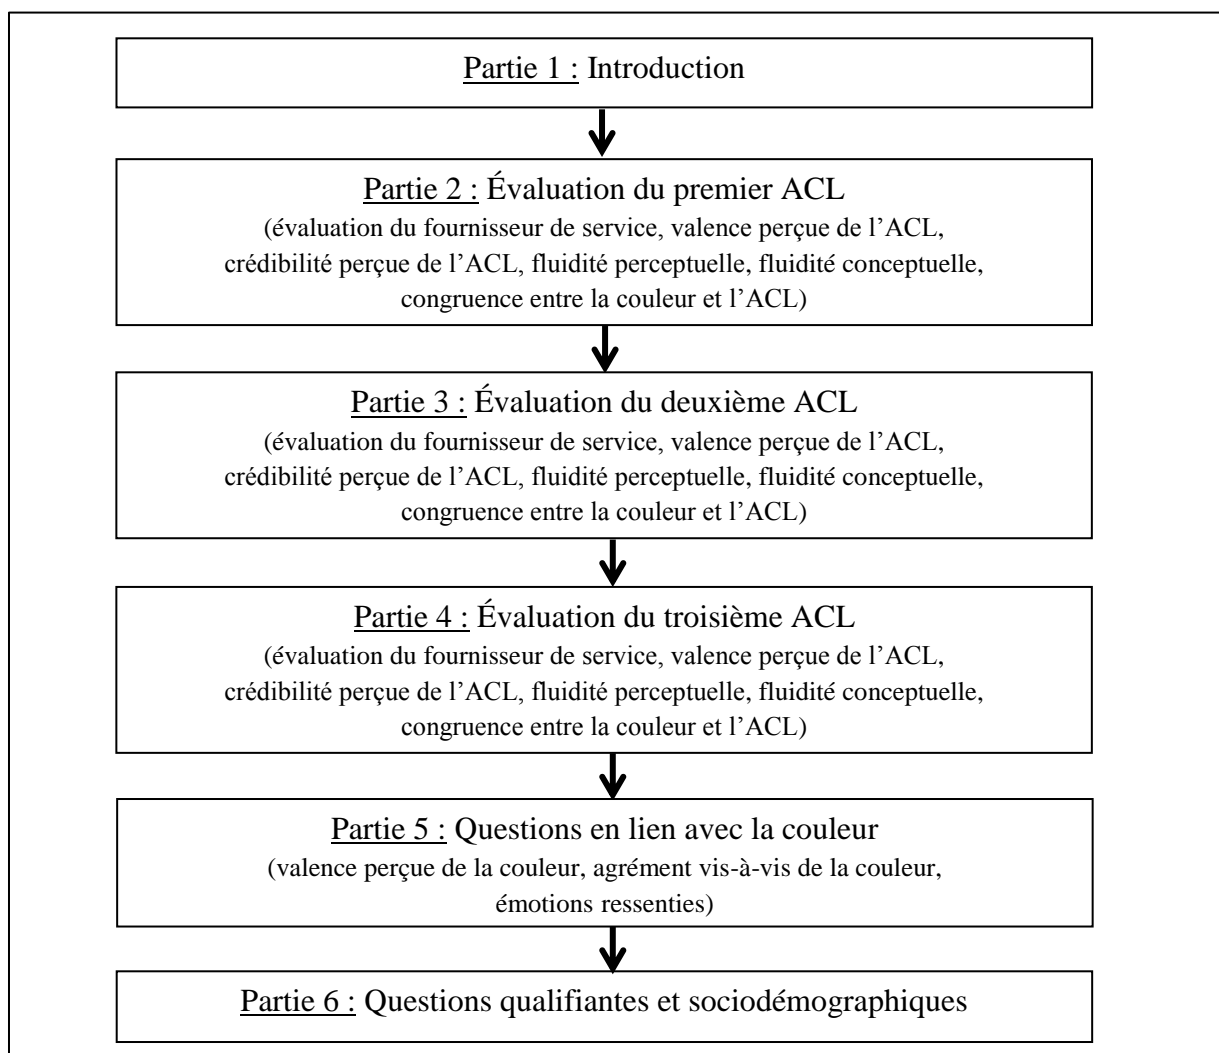 Partie 1 : Introduction
Partie 2 : Évaluation du premier ACL
(évaluation du fournisseur de service, valence perçue de l’ACL,
crédibilité perçue de l’ACL, fluidité perceptuelle, fluidité conceptuelle,
congruence entre la couleur et l’ACL)
Partie 3 : Évaluation du deuxième ACL
(évaluation du fournisseur de service, valence perçue de l’ACL,
crédibilité perçue de l’ACL, fluidité perceptuelle, fluidité conceptuelle,
congruence entre la couleur et l’ACL)
Partie 4 : Évaluation du troisième ACL
(évaluation du fournisseur de service, valence perçue de l’ACL,
crédibilité perçue de l’ACL, fluidité perceptuelle, fluidité conceptuelle,
congruence entre la couleur et l’ACL)
Partie 5 : Questions en lien avec la couleur
(valence perçue de la couleur, agrément vis-à-vis de la couleur,
émotions ressenties)
Partie 6 : Questions qualifiantes et sociodémographiques